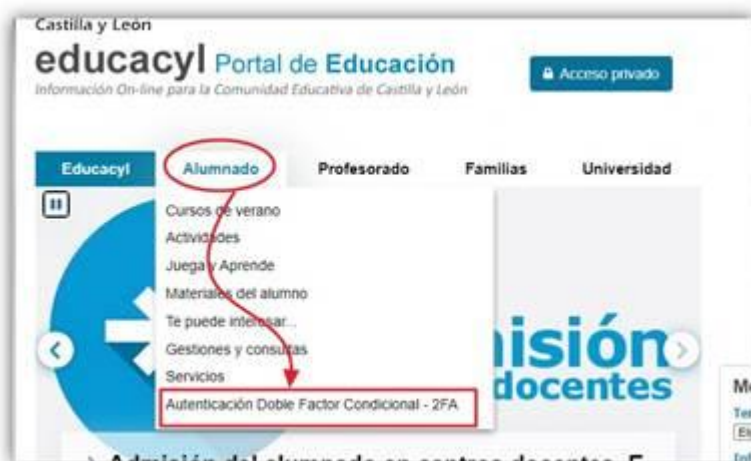 Castilla y León
educacyl Portal de Educación
Información On-line para la Comunidad Educativa de Castilla y León
Acceso privado
Educacyl Alumnado Profesorado Familias Universidad
Cursos de verano
Actividades
Juega y Aprende
Materiales del alumno
Te puede interesar...
Gestiones y consultas
Servicios
Autenticación Doble Factor Condicional - 2FA
isión
docentes
Admisión del alumnado en centros docentes. E